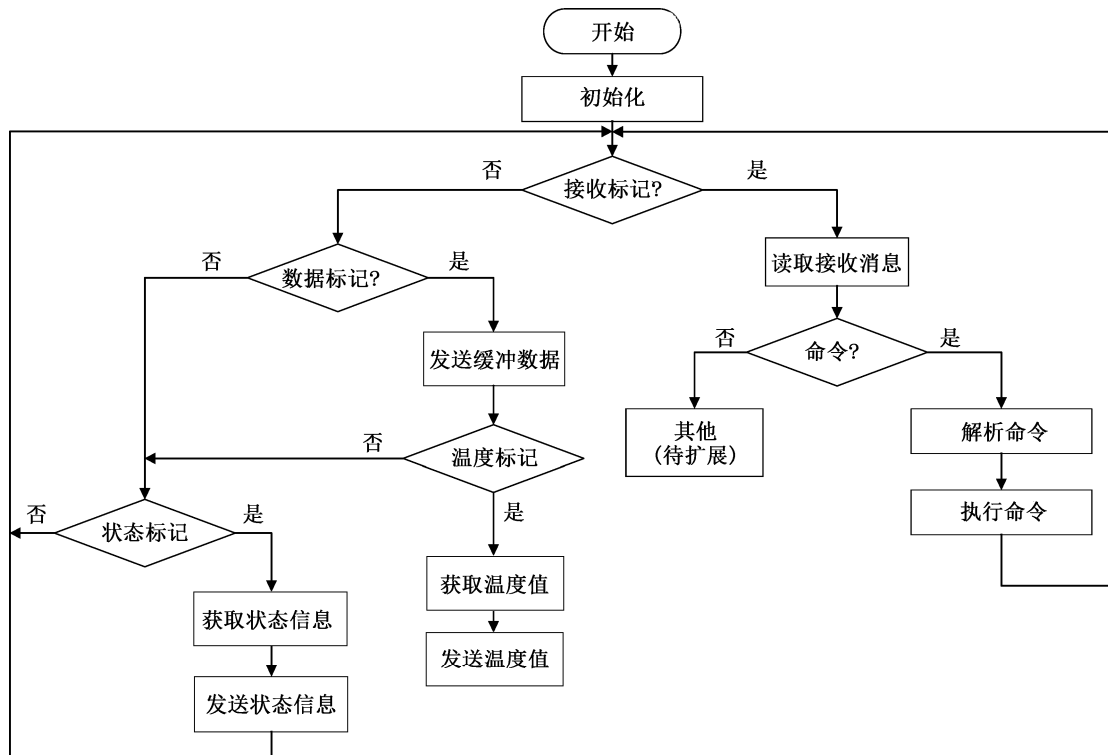 开始
初始化
否
接收标记?
是
否
数据标记?
是
读取接收消息
发送缓冲数据
否
命令?
是
否
温度标记
其他
(待扩展)
解析命令
否
状态标记
是
是
执行命令
获取温度值
获取状态信息
发送温度值
发送状态信息